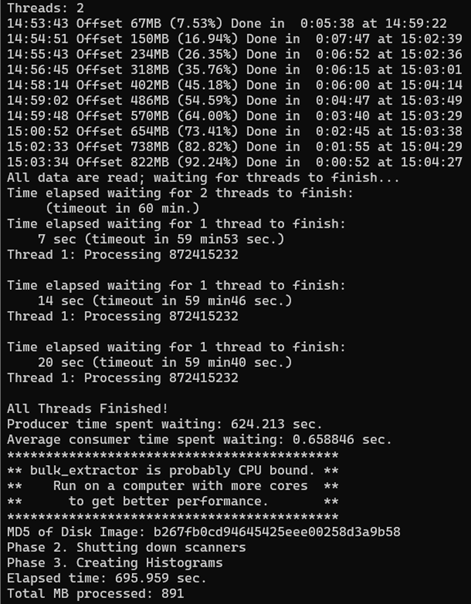 Threads: 2
14:53:43 Offset 67MB (7.53%) Done in  0:05:38 at 14:59:22
14:54:51 Offset 150MB (16.94%) Done in  0:07:47 at 15:02:39
14:55:43 Offset 234MB (26.35%) Done in  0:06:52 at 15:02:36
14:56:45 Offset 318MB (35.76%) Done in  0:06:15 at 15:03:01
14:58:14 Offset 402MB (45.18%) Done in  0:06:00 at 15:04:14
14:59:02 Offset 486MB (54.59%) Done in  0:04:47 at 15:03:49
14:59:48 Offset 570MB (64.00%) Done in  0:03:40 at 15:03:29
15:00:52 Offset 654MB (73.41%) Done in  0:02:45 at 15:03:38
15:02:33 Offset 738MB (82.82%) Done in  0:01:55 at 15:04:29
15:03:34 Offset 822MB (92.24%) Done in  0:00:52 at 15:04:27
All data are read; waiting for threads to finish...
Time elapsed waiting for 2 threads to finish:
     (timeout in 60 min.)
Time elapsed waiting for 1 thread to finish:
    7 sec (timeout in 59 min53 sec.)
Thread 1: Processing 872415232

Time elapsed waiting for 1 thread to finish:
    14 sec (timeout in 59 min46 sec.)
Thread 1: Processing 872415232

Time elapsed waiting for 1 thread to finish:
    20 sec (timeout in 59 min40 sec.)
Thread 1: Processing 872415232

All Threads Finished!
Producer time spent waiting: 624.213 sec.
Average consumer time spent waiting: 0.658846 sec.
*******************************************
** bulk_extractor is probably CPU bound. **
**    Run on a computer with more cores  **
**      to get better performance.       **
*******************************************
MD5 of Disk Image: b267fb0cd94645425eee00258d3a9b58
Phase 2. Shutting down scanners
Phase 3. Creating Histograms
Elapsed time: 695.959 sec.
Total MB processed: 891